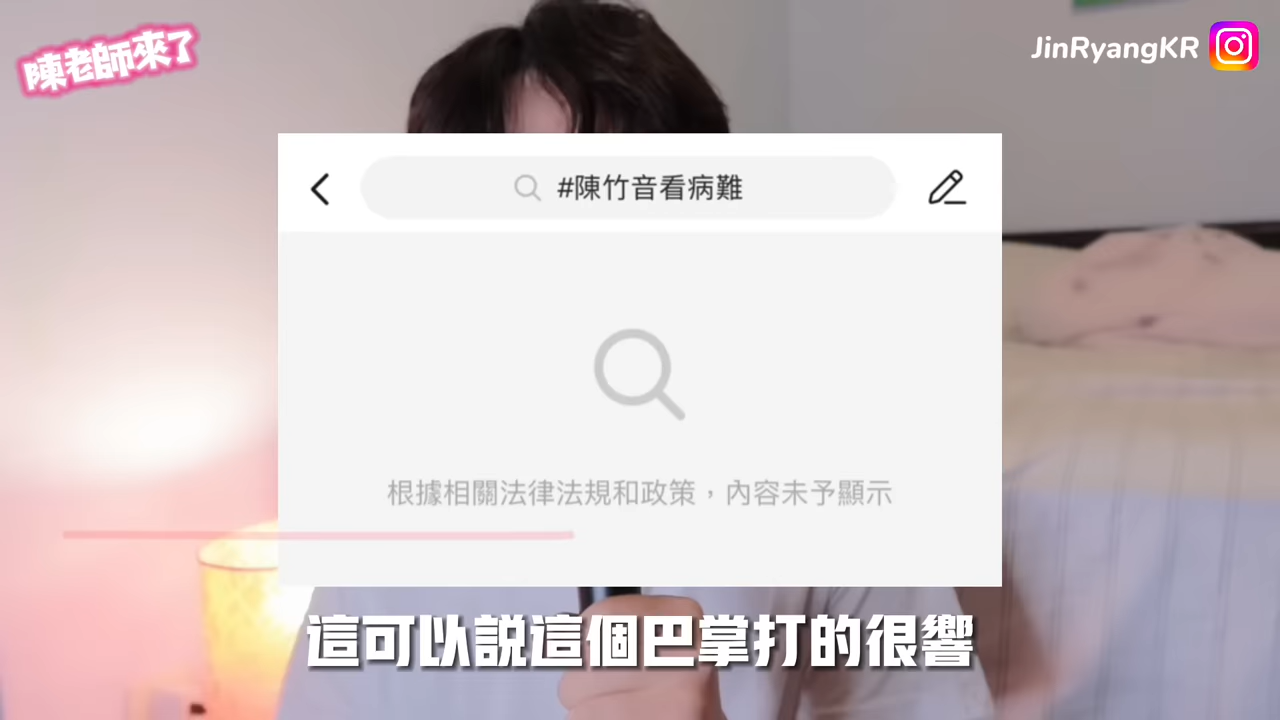 陳老師來了
JinRyangKR
#陳竹音看病難
根據相關法律法規和政策，內容未予顯示
這可以説這個巴掌打的很響